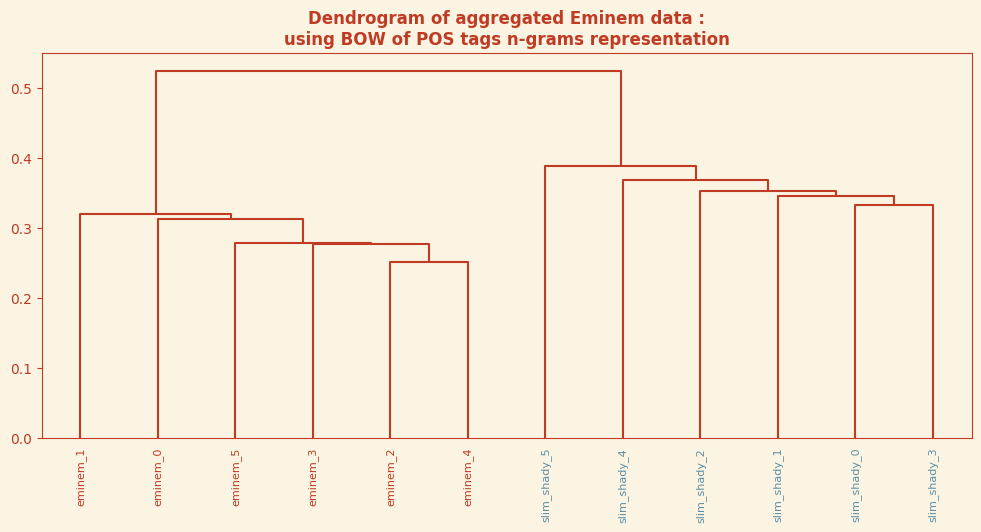 Dendrogram of aggregated Eminem data :
using BOW of POS tags n-grams representation
0.5
0.4
0.3
0.2
0.1
0.0
eminem_1
eminem_0
eminem_5
eminem_3
eminem_2
eminem_4
slim_shady_5
slim_shady_4
slim_shady_2
slim_shady_1
slim_shady_0
slim_shady_3